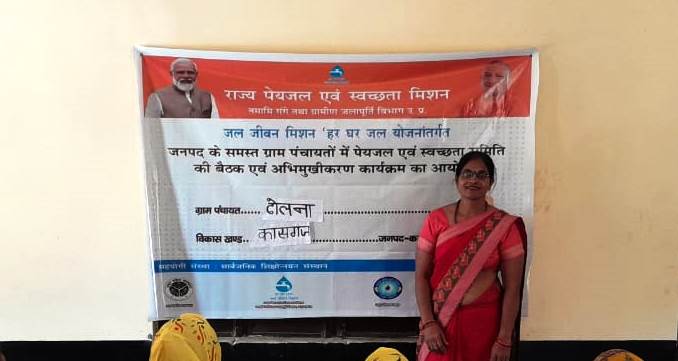 राज्य पेयजल एवं स्वच्छता मिशन
नमामि गंगे तथा ग्रामीण जलापूर्ति विभाग उ. प्र.
जल जीवन मिशन 'हर घर जल योजनांतर्गत
जनपद के समस्त ग्राम पंचायतों में पेयजल एवं स्वच्छता समिति
की बैठक एवं अभिमुखीकरण कार्यक्रम का आयो
ग्राम पंचायत.... ढोलना
विकास खण्ड.. कासगंज ................जनपद-का
सहयोगी संस्था : सार्वजनिक शिक्षोन्नयन संस्थान